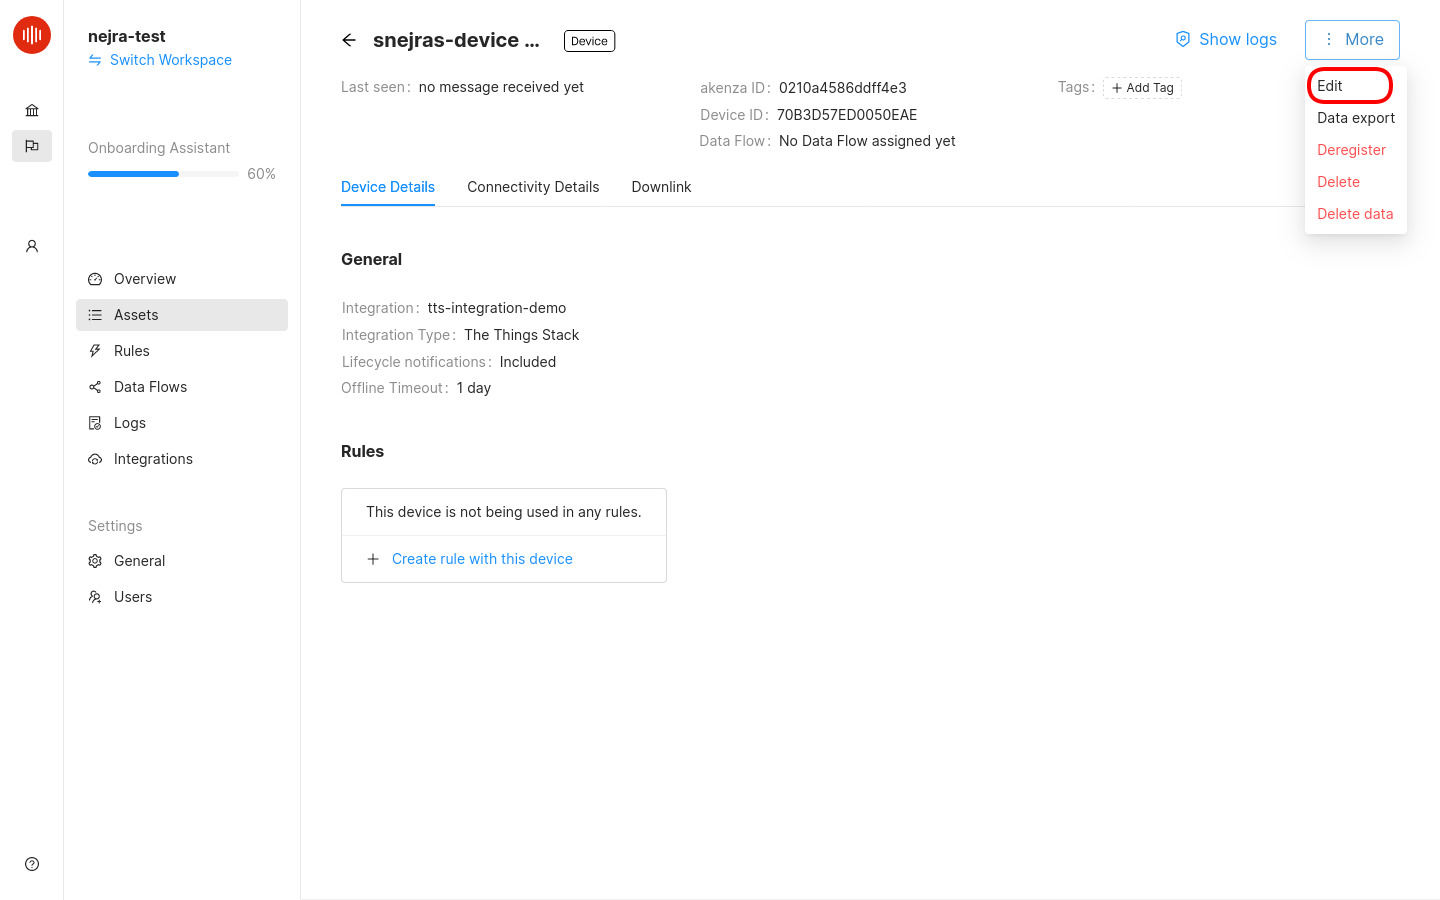 nejra-test
Switch Workspace
Onboarding Assistant
60%
Overview
Assets
Rules
Data Flows
Logs
Integrations
Settings
General
Users
snejras-device ...
Device
Show logs
More
Last seen: no message received yet
akenza ID: 0210a4586ddff4e3
Device ID: 70B3D57ED0050EAE
Data Flow: No Data Flow assigned yet
Tags: + Add Tag
Edit
Data export
Deregister
Delete
Delete data
Device Details
Connectivity Details
Downlink
General
Integration: tts-integration-demo
Integration Type: The Things Stack
Lifecycle notifications: Included
Offline Timeout: 1 day
Rules
This device is not being used in any rules.
+ Create rule with this device